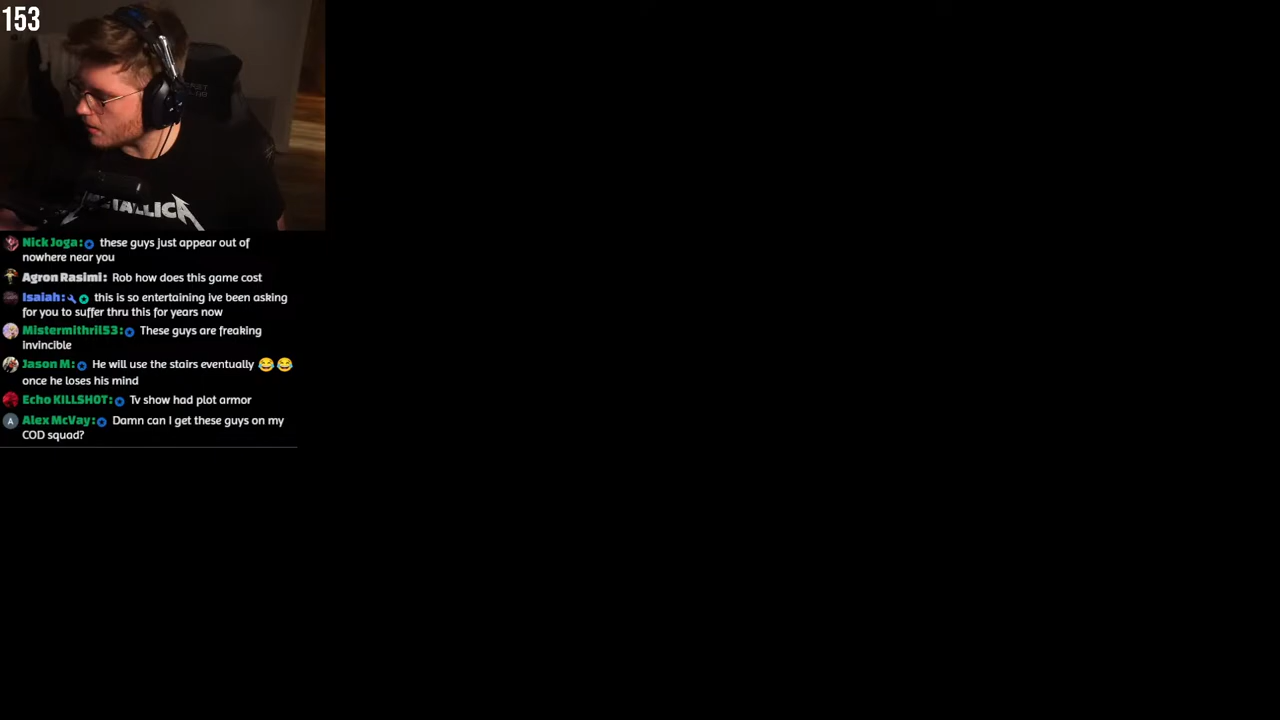 153
METALLICA
Nick Joga: these guys just appear out of
nowhere near you
Agron Rasimi: Rob how does this game cost
Isaiah: this is so entertaining ive been asking
for you to suffer thru this for years now
Mistermithril53: These guys are freaking
invincible
Jason M: He will use the stairs eventually 😂 😂
once he loses his mind
Echo KILLSHOT: Tv show had plot armor
A Alex McVay: Damn can I get these guys on my
COD squad?